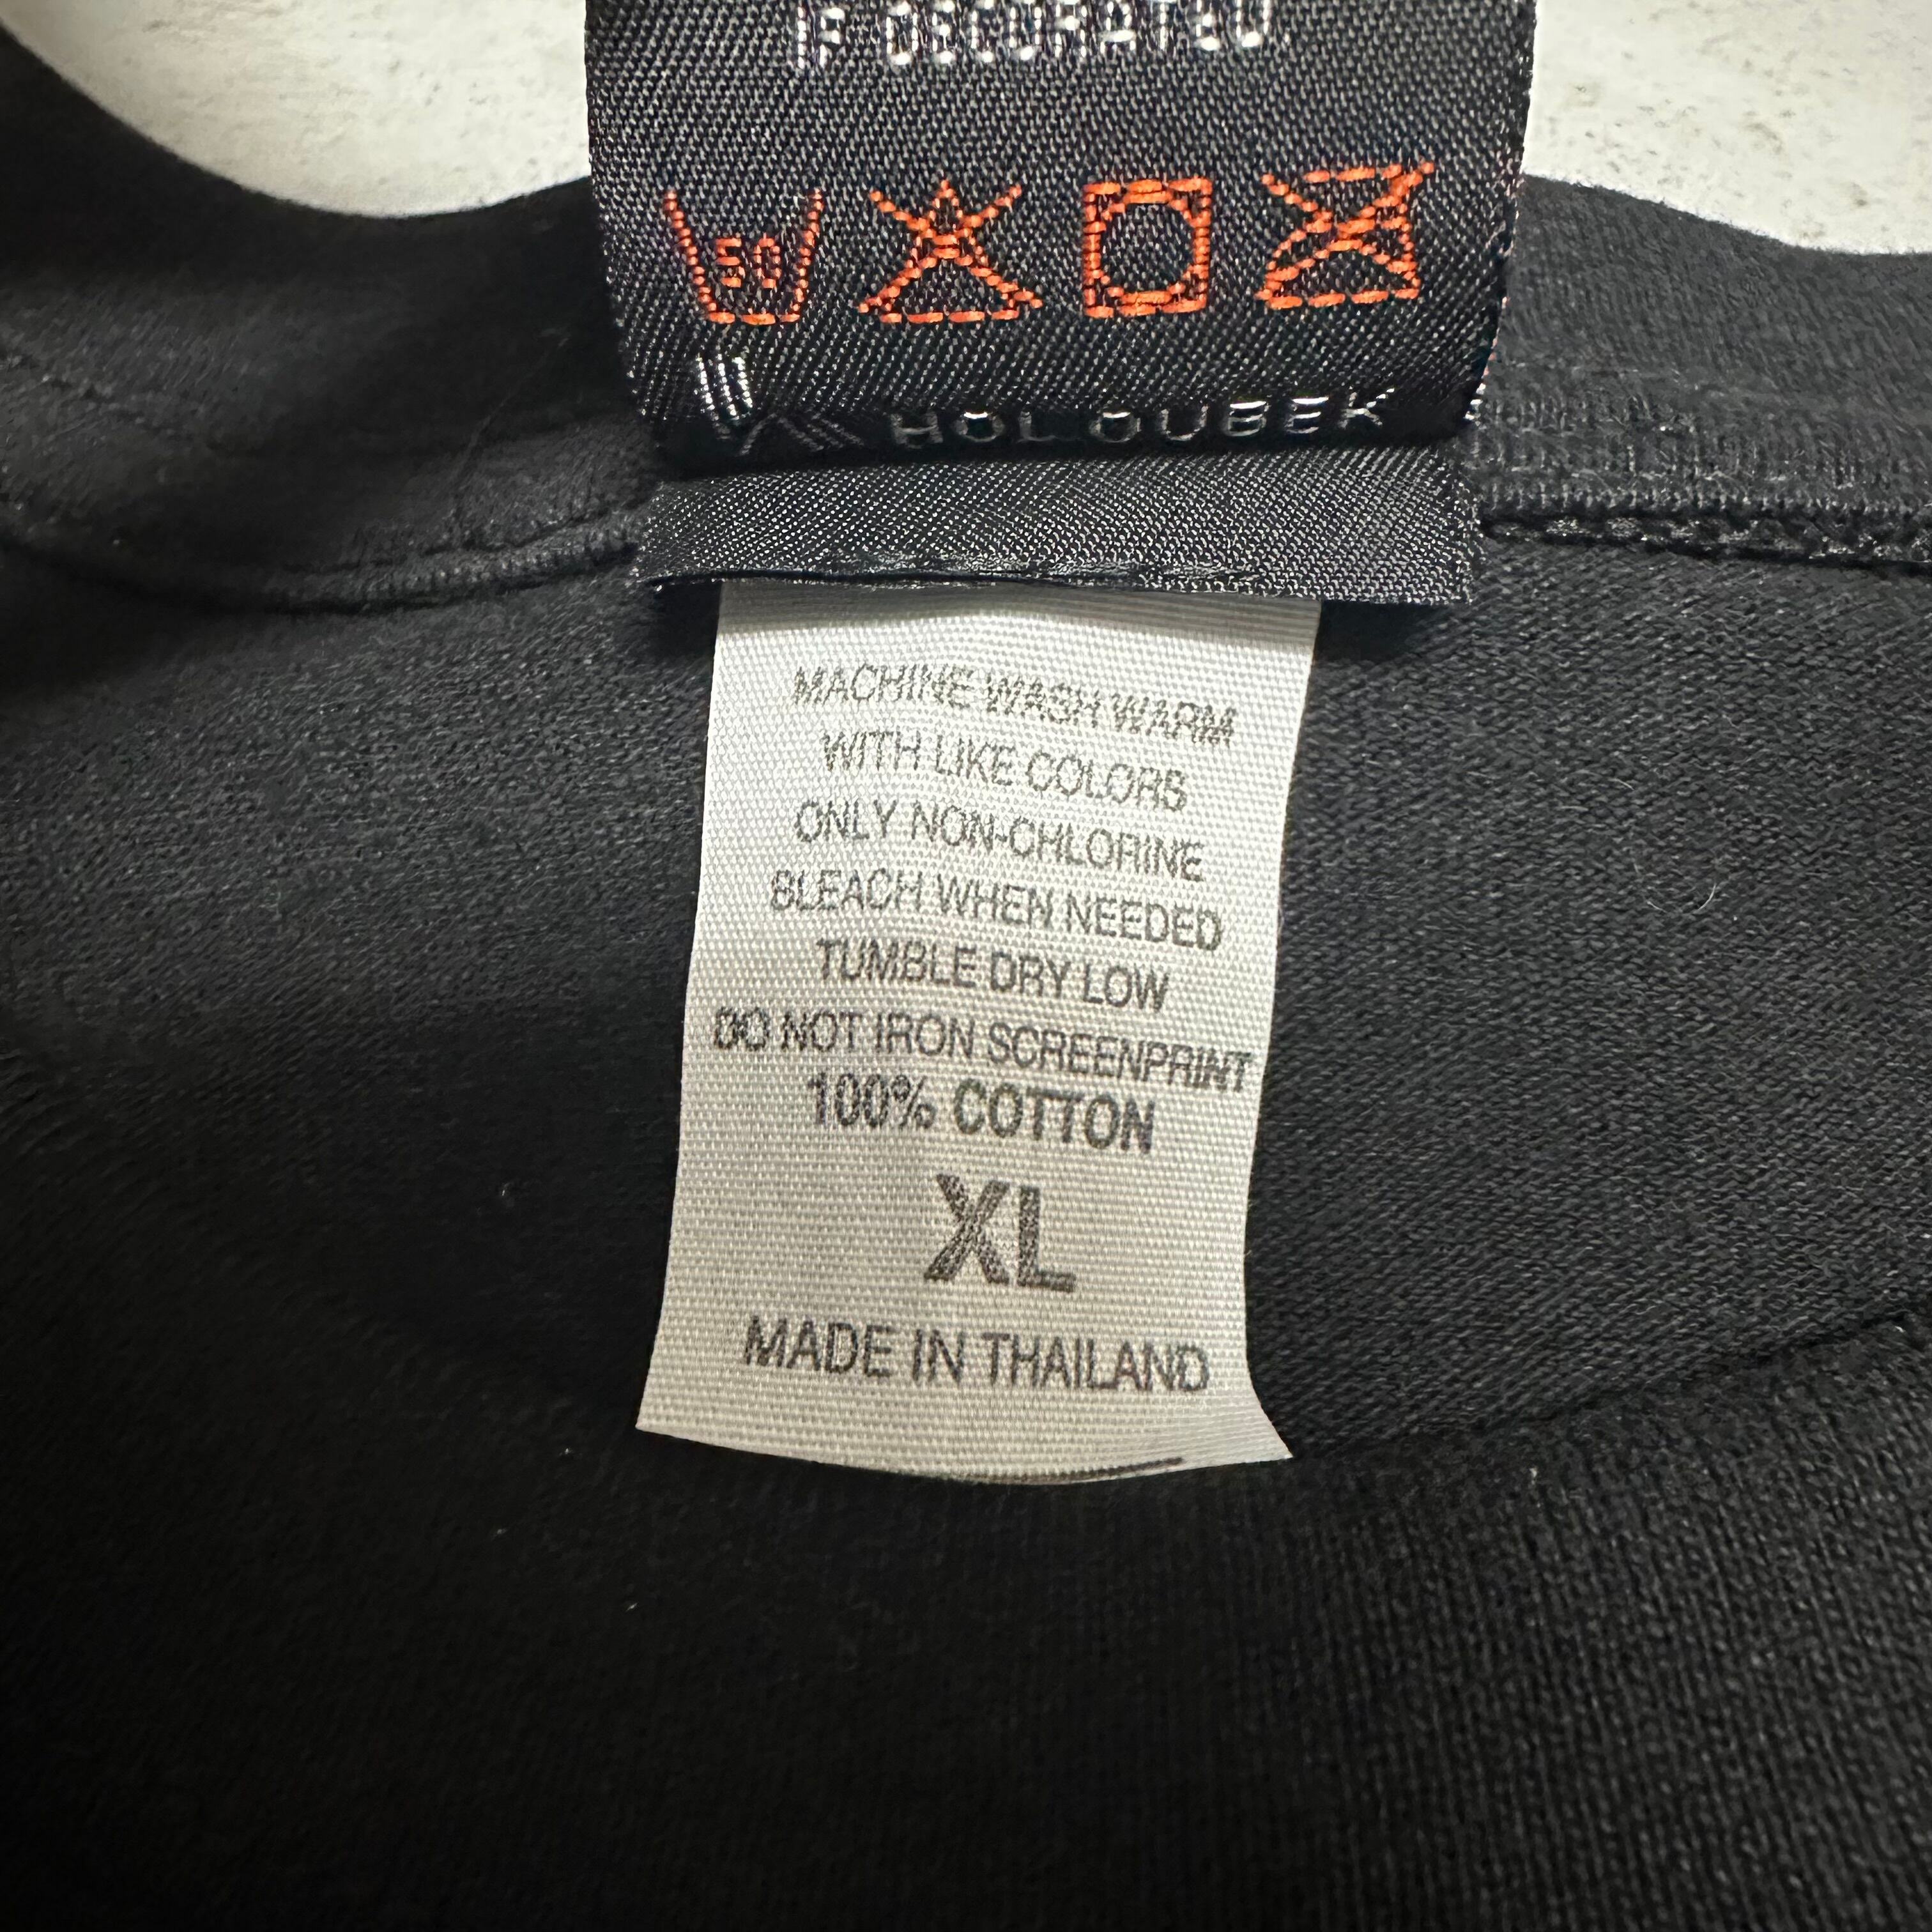 IF DECORATED
50
HOLOUBEK
MACHINE WASH WARM
WITH LIKE COLORS
ONLY NON-CHLORINE
BLEACH WHEN NEEDED
TUMBLE DRY LOW
DO NOT IRON SCREENPRINT
100% COTTON
XL
MADE IN THAILAND